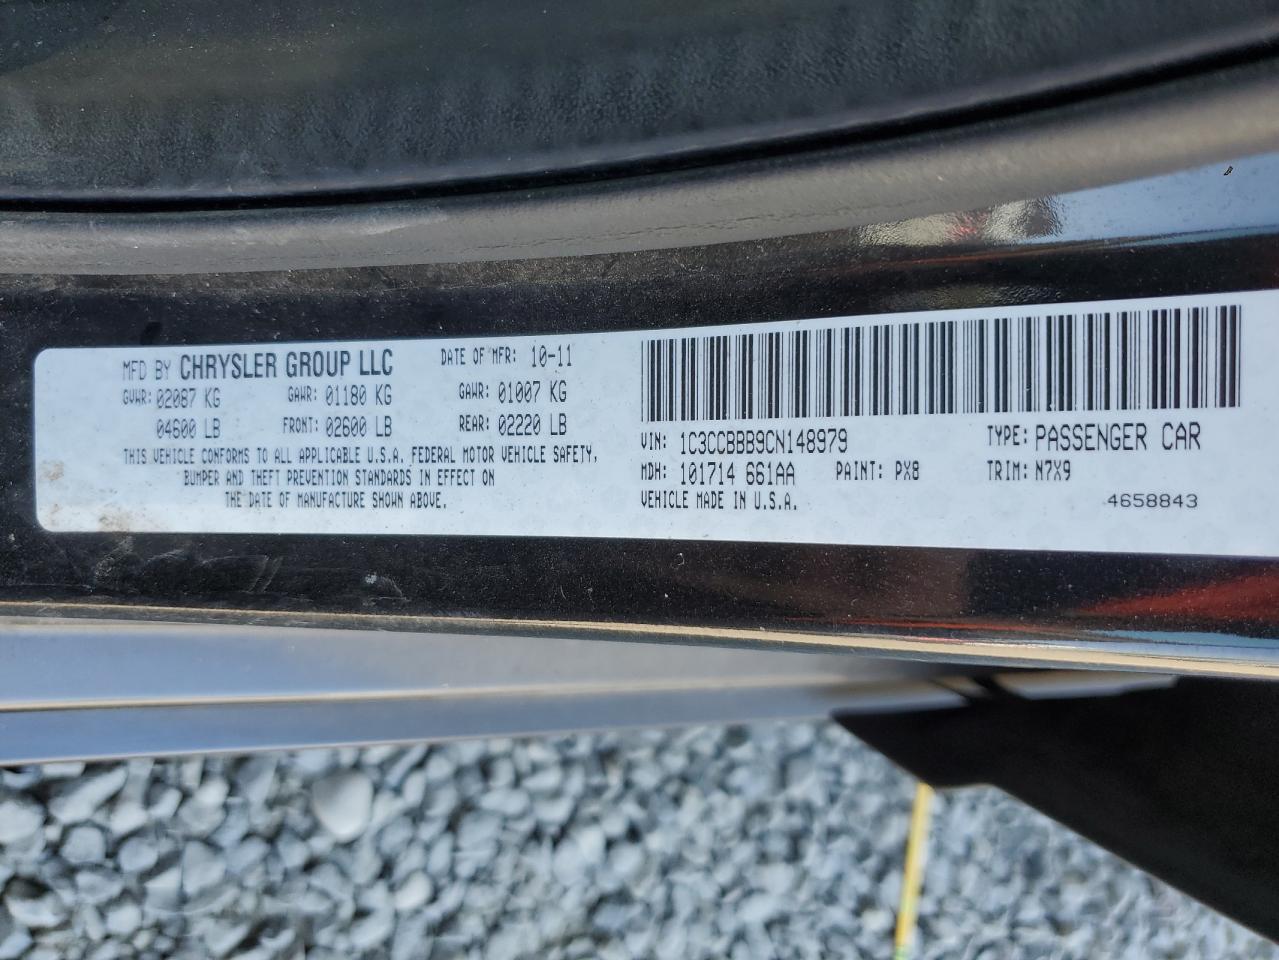 MFD BY CHRYSLER GROUP LLC DATE OF MFR: 10-11
GVWR: 02087 KG GAWR: 01180 KG GAWR: 01007 KG
04600 LB FRONT: 02600 LB REAR: 02220 LB
THIS VEHICLE CONFORMS TO ALL APPLICABLE U.S.A. FEDERAL MOTOR VEHICLE SAFETY,
BUMPER AND THEFT PREVENTION STANDARDS IN EFFECT ON
THE DATE OF MANUFACTURE SHOWN ABOVE.
VIN: 1C3CCBBB9CN148979 TYPE: PASSENGER CAR
MDH: 101714 661AA PAINT: PX8 TRIM: N7X9
VEHICLE MADE IN U.S.A. 4658843